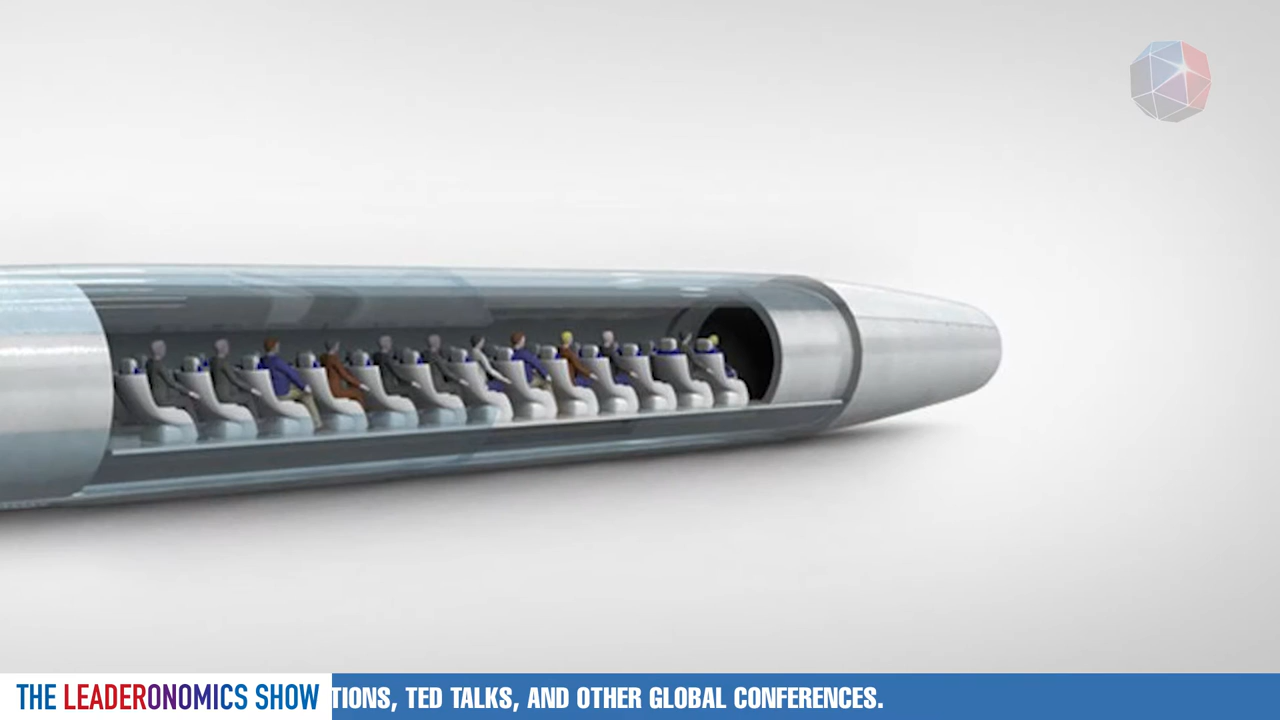 THE LEADERONOMICS SHOW
TIONS, TED TALKS, AND OTHER GLOBAL CONFERENCES.